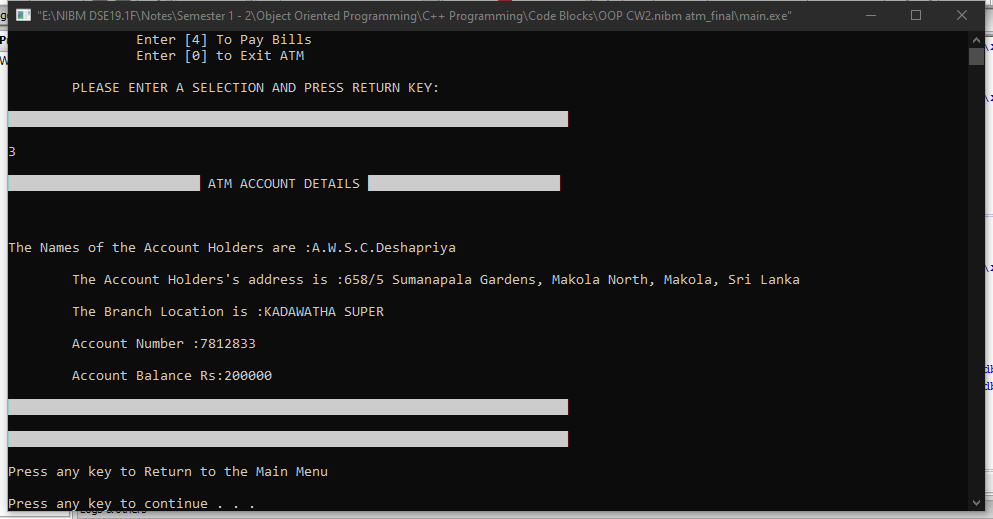 "E:\NIBM DSE19.1F\Notes\Semester 1 - 2\Object Oriented Programming\C++ Programming\Code Blocks\OOP CW2.nibm atm_final\main.exe"
Enter [4] To Pay Bills
Enter [0] to Exit ATM
PLEASE ENTER A SELECTION AND PRESS RETURN KEY:
3
ATM ACCOUNT DETAILS
The Names of the Account Holders are :A.W.S.C.Deshapriya
The Account Holders's address is :658/5 Sumanapala Gardens, Makola North, Makola, Sri Lanka
The Branch Location is :KADAWATHA SUPER
Account Number :7812833
Account Balance Rs:200000
Press any key to Return to the Main Menu
Press any key to continue . . .